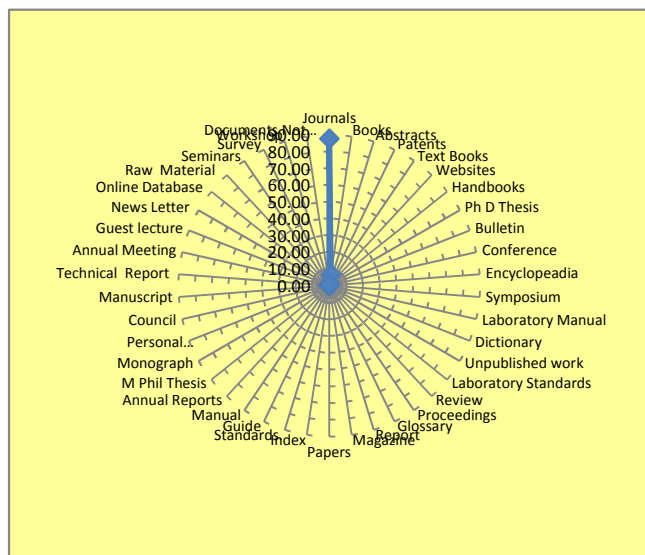 Journals
Books
Abstracts
Patents
Text Books
Websites
Handbooks
Ph D Thesis
Bulletin
Conference
Encyclopeadia
Symposium
Laboratory Manual
Dictionary
Unpublished work
Laboratory Standards
Review
Proceedings
Glossary
Report
Magazine
Papers
Index
Standards
Guide
Manual
Annual Reports
M Phil Thesis
Monograph
Personal...
Council
Manuscript
Technical Report
Annual Meeting
Guest lecture
News Letter
Online Database
Raw Material
Seminars
Survey
Workshop
Documents Not...
90.00
80.00
70.00
60.00
50.00
40.00
30.00
20.00
10.00
0.00